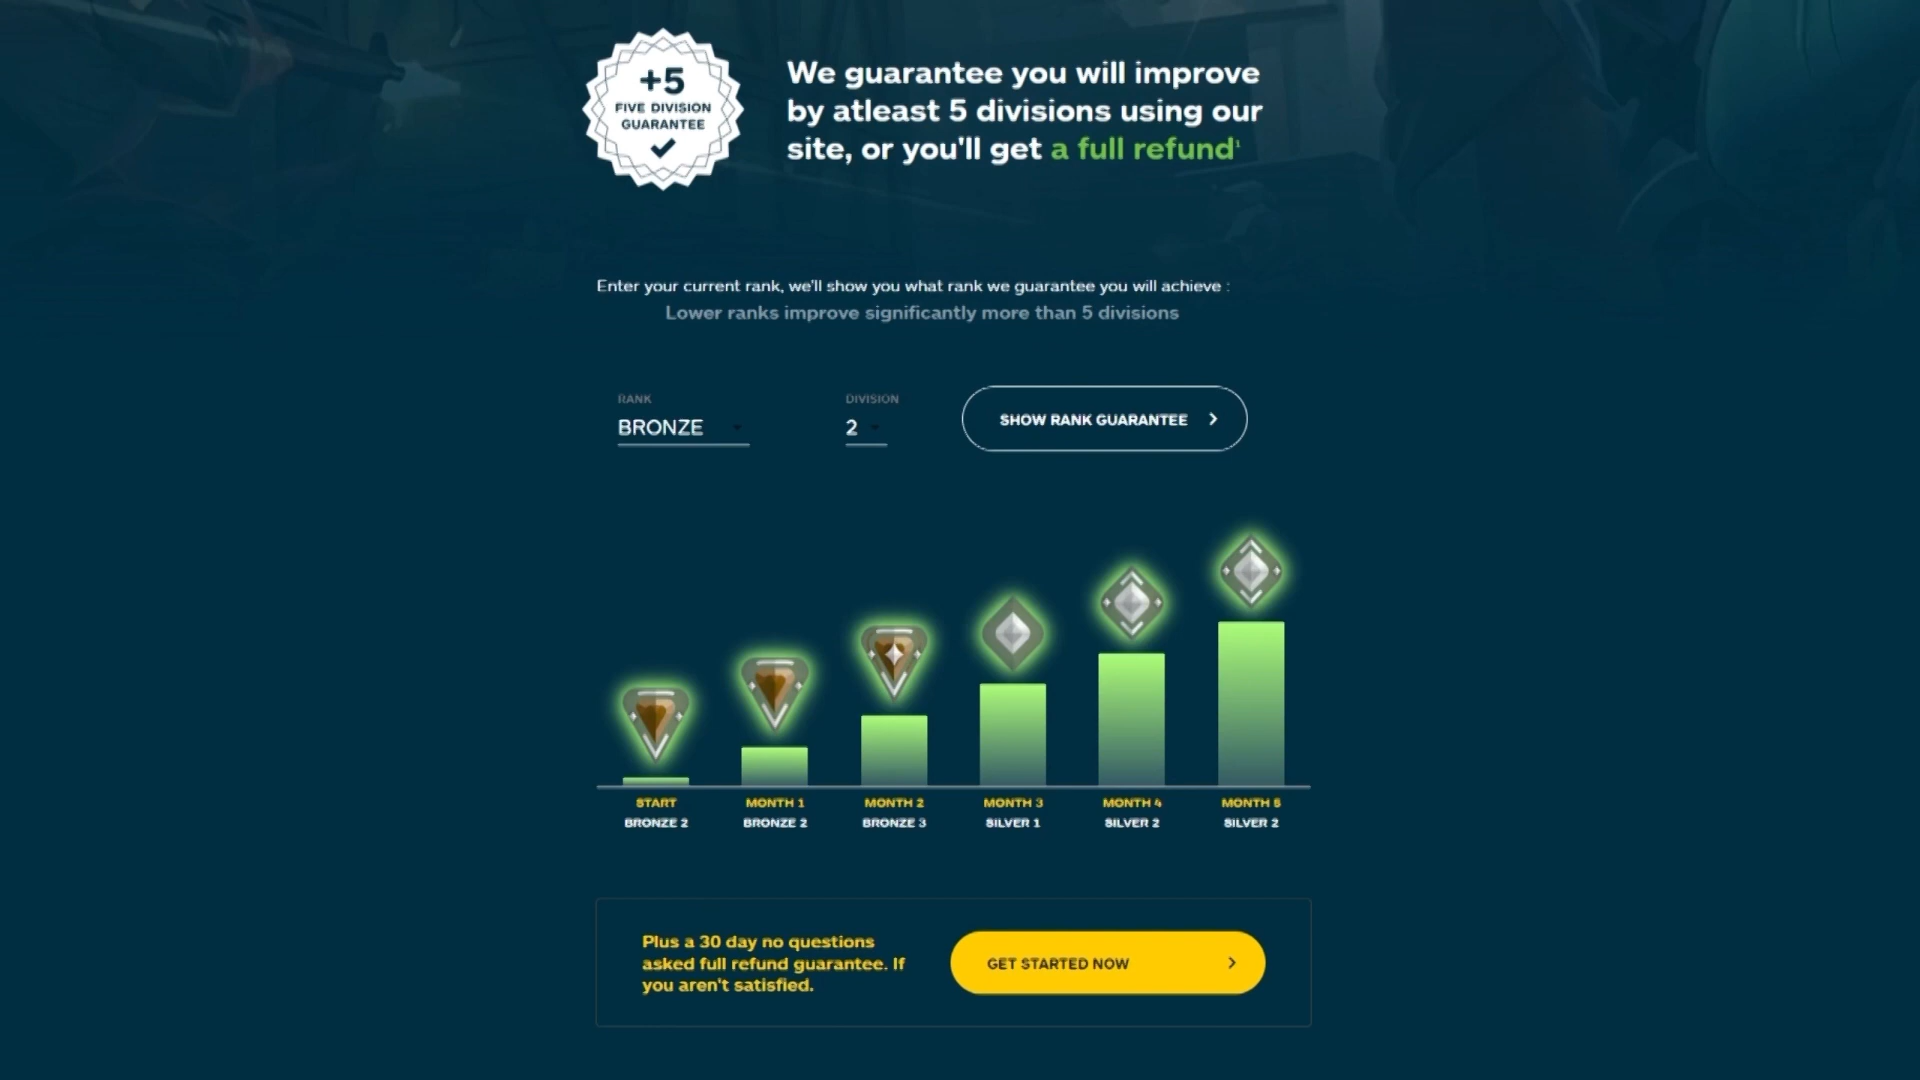 +5
FIVE DIVISION
GUARANTEE
We guarantee you will improve
by atleast 5 divisions using our
site, or you'll get a full refund¹
Enter your current rank, we'll show you what rank we guarantee you will achieve :
Lower ranks improve significantly more than 5 divisions
RANK
DIVISION
BRONZE
2
SHOW RANK GUARANTEE
START
MONTH 1
MONTH 2
MONTH 3
MONTH 4
MONTH 5
BRONZE 2
BRONZE 2
BRONZE 3
SILVER 1
SILVER 2
SILVER 2
Plus a 30 day no questions
asked full refund guarantee. If
you aren't satisfied.
GET STARTED NOW